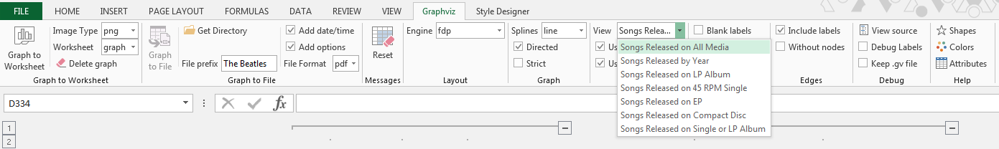 FILE HOME INSERT PAGE LAYOUT FORMULAS DATA REVIEW VIEW Graphviz Style Designer
Graph to Worksheet
Image Type png
Worksheet graph
Delete graph
Graph to Worksheet
Graph to File
Get Directory
File prefix The Beatles
Add date/time
Add options
File Format pdf
Graph to File
Reset
Messages
Engine fdp
Layout
Splines line
Directed
Strict
Graph
View Songs Relea...
Us
Us
Songs Released on All Media
Songs Released by Year
Songs Released on LP Album
Songs Released on 45 RPM Single
Songs Released on EP
Songs Released on Compact Disc
Songs Released on Single or LP Album
Blank labels
Include labels
Without nodes
Edges
View source
Debug Labels
Keep .gv file
Debug
Shapes
Colors
Attributes
Help
D334
fx
1
2